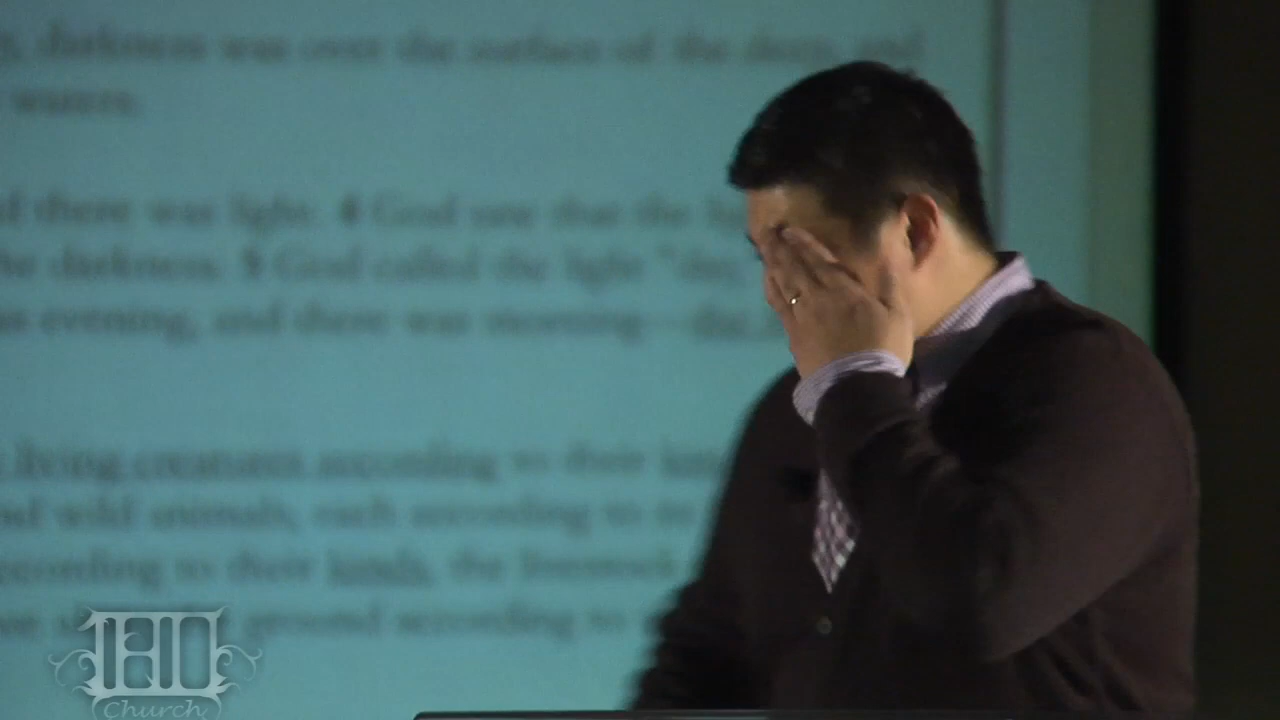 darkness was over the surface of the deep, and
waters.
there was light. 4 God saw that the
darkness. 5 God called the light "day
evening, and there was morning—the
living creatures according to their
wild animals, each according to its
according to their kinds, the livestock
ground according to
Church